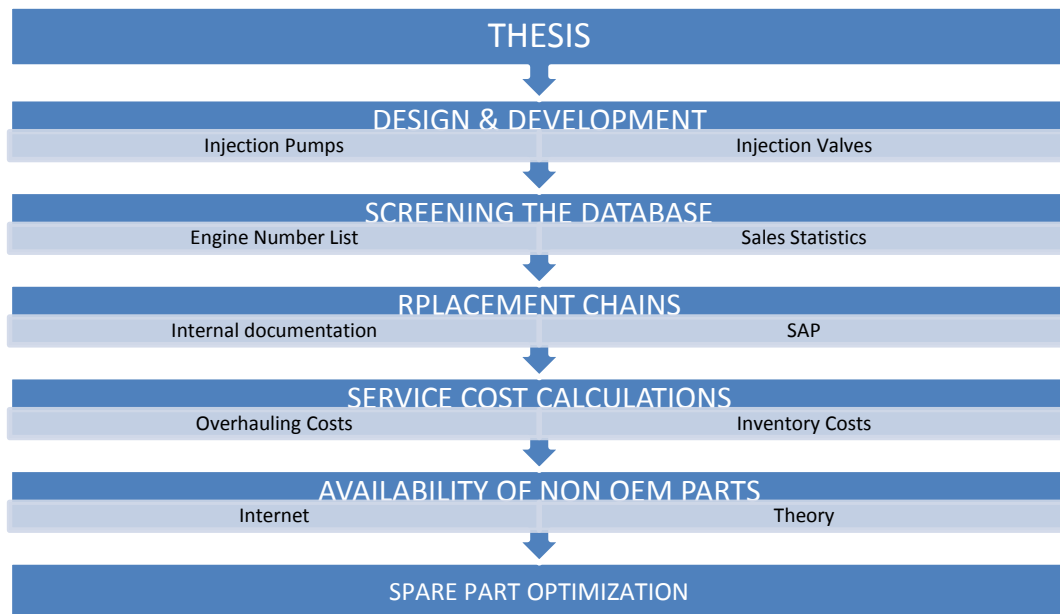 THESIS
DESIGN & DEVELOPMENT
Injection Pumps
Injection Valves
SCREENING THE DATABASE
Engine Number List
Sales Statistics
RPLACEMENT CHAINS
Internal documentation
SAP
SERVICE COST CALCULATIONS
Overhauling Costs
Inventory Costs
AVAILABILITY OF NON OEM PARTS
Internet
Theory
SPARE PART OPTIMIZATION